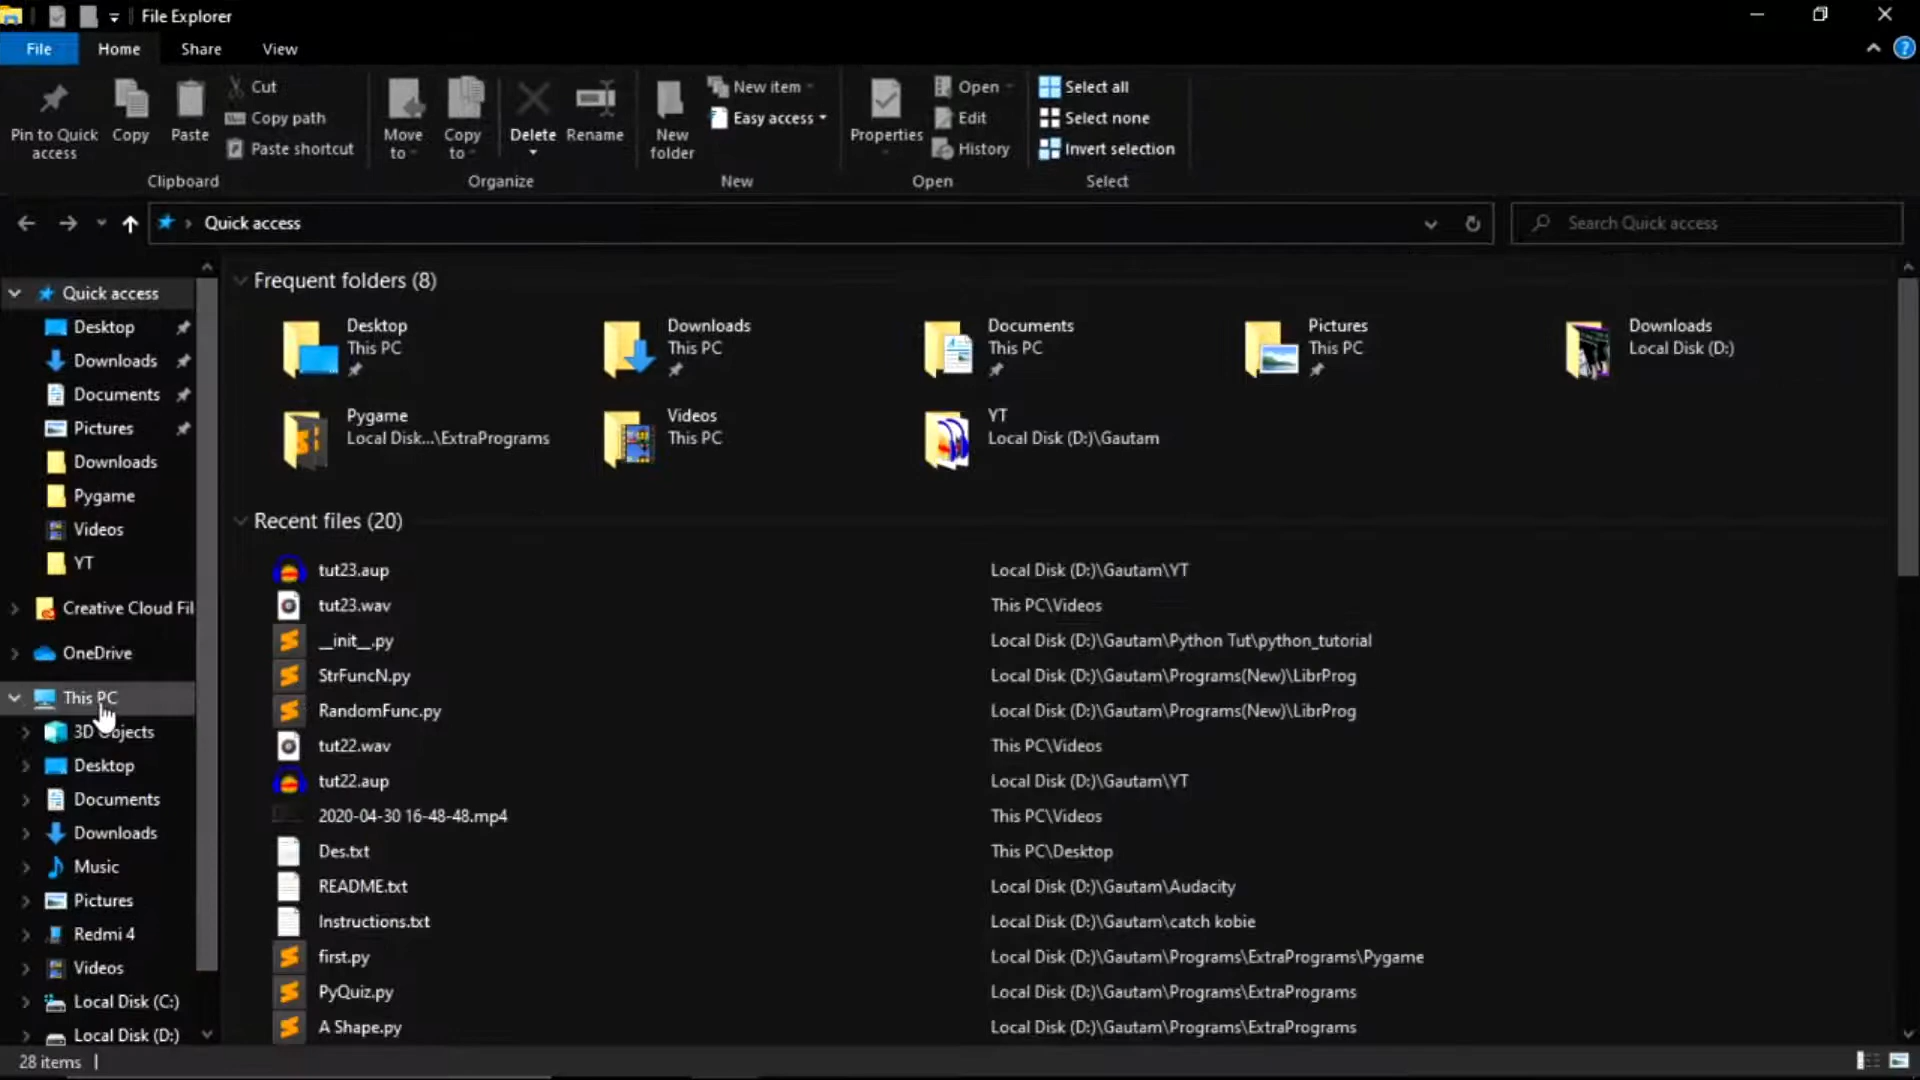 File Explorer
File Home Share View
Pin to Quick access
Copy
Paste
Cut
Copy path
Paste shortcut
Clipboard
Move to
Copy to
Delete
Rename
Organize
New folder
New item
Easy access
New
Properties
Open
Edit
History
Open
Select all
Select none
Invert selection
Select
Quick access
Search Quick access
Quick access
Desktop
Downloads
Documents
Pictures
Downloads
Pygame
Videos
YT
Creative Cloud Fil
OneDrive
This PC
3D Objects
Desktop
Documents
Downloads
Music
Pictures
Redmi 4
Videos
Local Disk (C:)
Local Disk (D:)
Frequent folders (8)
Desktop
This PC
Downloads
This PC
Documents
This PC
Pictures
This PC
Downloads
Local Disk (D:)
Pygame
Local Disk...\ExtraPrograms
Videos
This PC
YT
Local Disk (D:)\Gautam
Recent files (20)
tut23.aup Local Disk (D:)\Gautam\YT
tut23.wav This PC\Videos
__init__.py Local Disk (D:)\Gautam\Python Tut\python_tutorial
StrFuncN.py Local Disk (D:)\Gautam\Programs(New)\LibrProg
RandomFunc.py Local Disk (D:)\Gautam\Programs(New)\LibrProg
tut22.wav This PC\Videos
tut22.aup Local Disk (D:)\Gautam\YT
2020-04-30 16-48-48.mp4 This PC\Videos
Des.txt This PC\Desktop
README.txt Local Disk (D:)\Gautam\Audacity
Instructions.txt Local Disk (D:)\Gautam\catch kobie
first.py Local Disk (D:)\Gautam\Programs\ExtraPrograms\Pygame
PyQuiz.py Local Disk (D:)\Gautam\Programs\ExtraPrograms
A Shape.py Local Disk (D:)\Gautam\Programs\ExtraPrograms
28 items